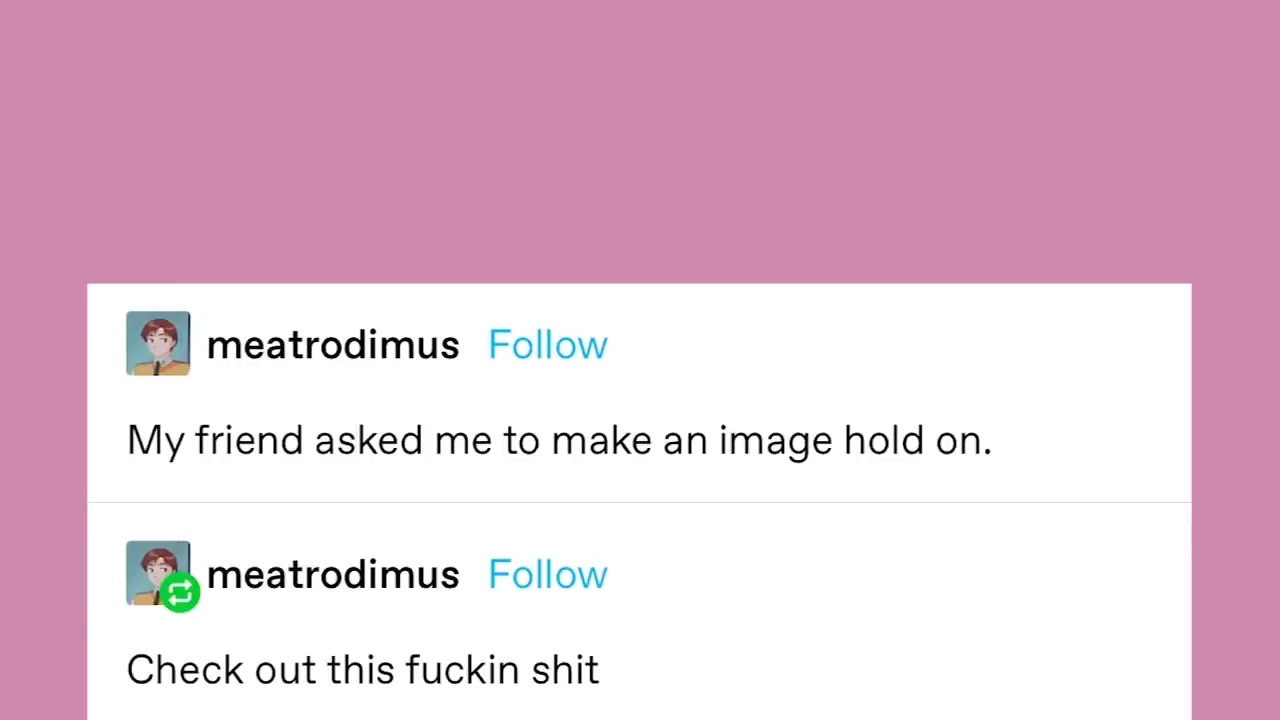 meatrodimus Follow
My friend asked me to make an image hold on.
meatrodimus Follow
Check out this fuckin shit